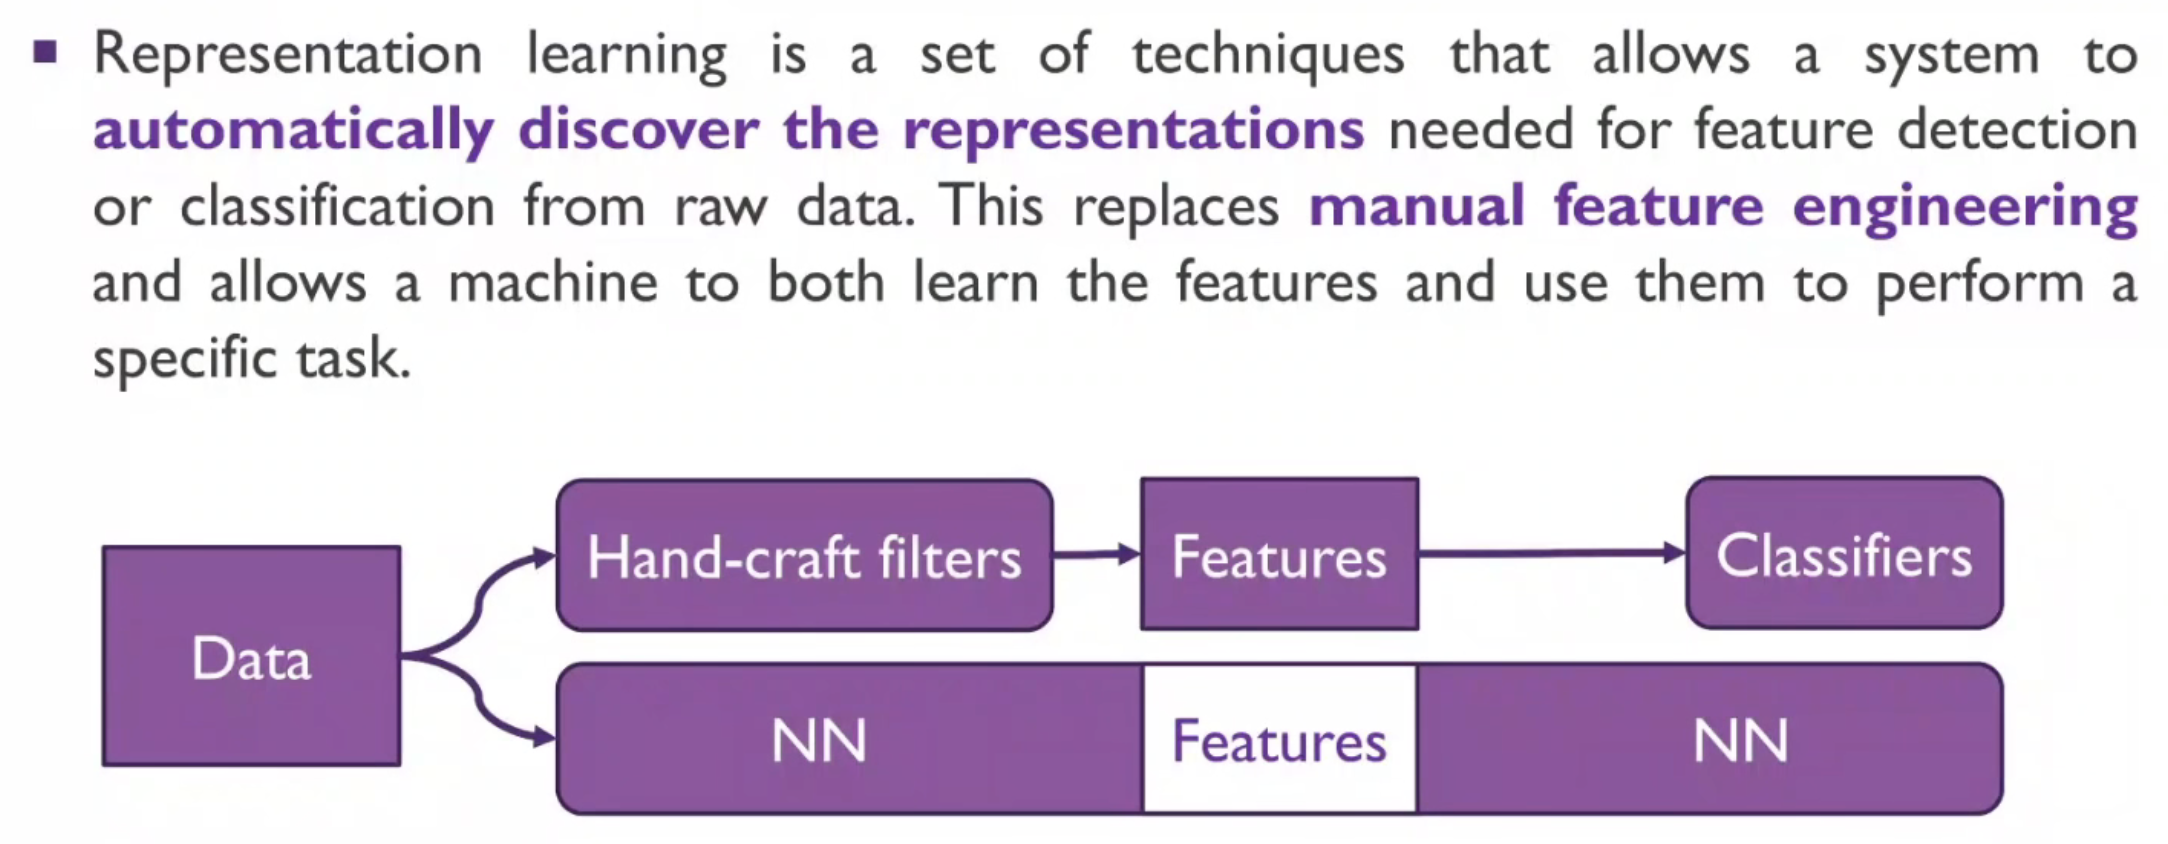 Representation learning is a set of techniques that allows a system to
automatically discover the representations needed for feature detection
or classification from raw data. This replaces manual feature engineering
and allows a machine to both learn the features and use them to perform a
specific task.
Data
Hand-craft filters
Features
Classifiers
NN
Features
NN